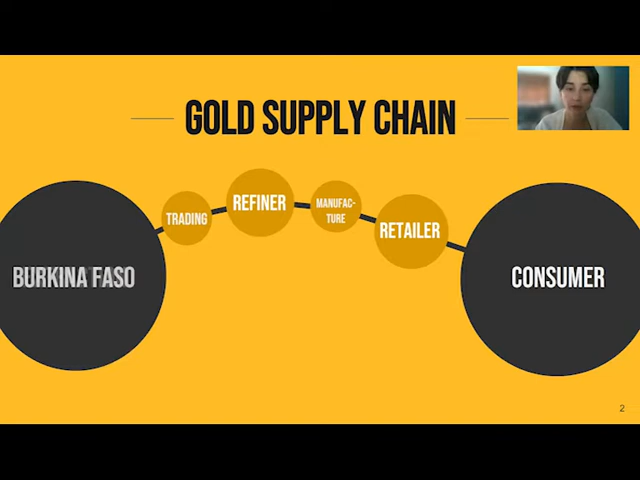 GOLD SUPPLY CHAIN
TRADING
REFINER
MANUFAC-
TURE
RETAILER
BURKINA FASO
CONSUMER
2